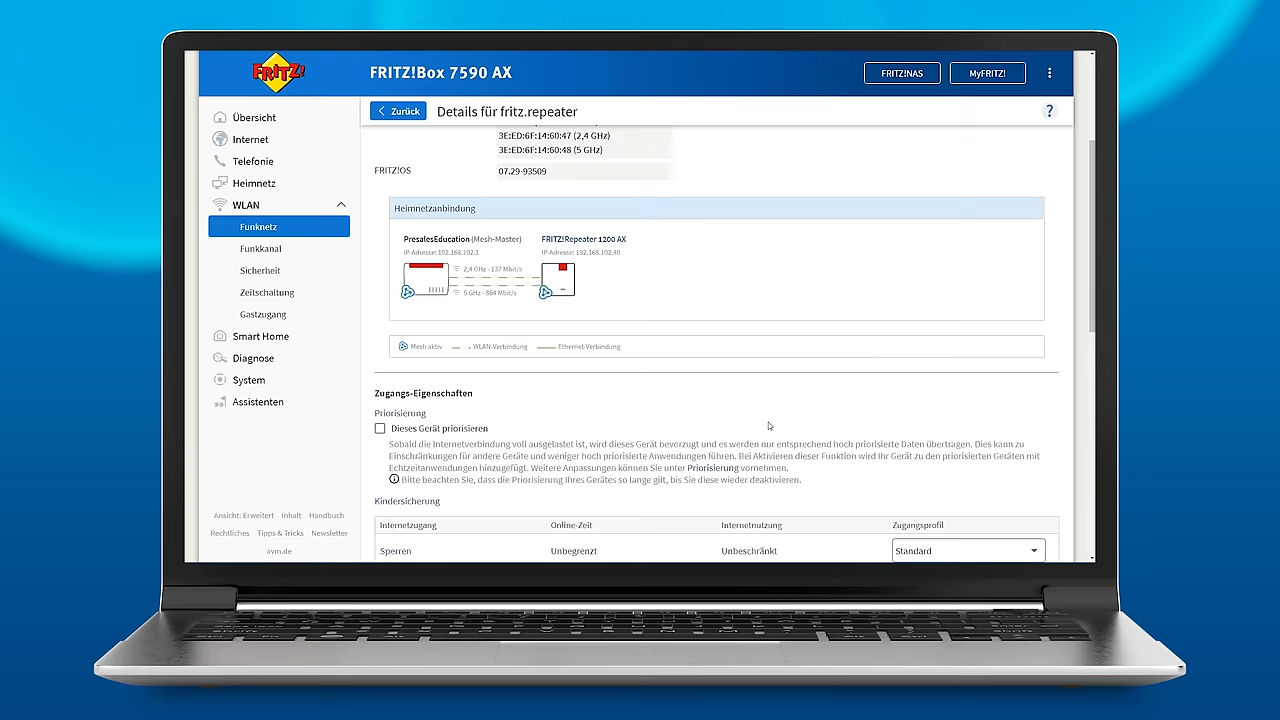 FRITZ!
FRITZ!Box 7590 AX
FRITZ!NAS
MyFRITZ!
Zurück
Details für fritz.repeater
?
Übersicht
Internet
Telefonie
Heimnetz
WLAN
Funknetz
Funkkanal
Sicherheit
Zeitschaltung
Gastzugang
Smart Home
Diagnose
System
Assistenten
Ansicht: Erweitert Inhalt Handbuch
Rechtliches Tipps & Tricks Newsletter
avm.de
3E:ED:6F:14:60:47 (2,4 GHz)
3E:ED:6F:14:60:48 (5 GHz)
FRITZ!OS 07.29-93509
Heimnetzanbindung
PresalesEducation (Mesh-Master) FRITZ!Repeater 1200 AX
IP-Adresse: 192.168.102.1 IP-Adresse: 192.168.102.40
2,4 GHz - 137 Mbit/s
5 GHz - 864 Mbit/s
Mesh aktiv WLAN-Verbindung Ethernet-Verbindung
Zugangs-Eigenschaften
Priorisierung
Dieses Gerät priorisieren
Sobald die Internetverbindung voll ausgelastet ist, wird dieses Gerät bevorzugt und es werden nur entsprechend hoch priorisierte Daten übertragen. Dies kann zu
Einschränkungen für andere Geräte und weniger hoch priorisierte Anwendungen führen. Bei Aktivieren dieser Funktion wird Ihr Gerät zu den priorisierten Geräten mit
Echtzeitanwendungen hinzugefügt. Weitere Anpassungen können Sie unter Priorisierung vornehmen.
Bitte beachten Sie, dass die Priorisierung Ihres Gerätes so lange gilt, bis Sie diese wieder deaktivieren.
Kindersicherung
Internetzugang Online-Zeit Internetnutzung Zugangsprofil
Sperren Unbegrenzt Unbeschränkt Standard